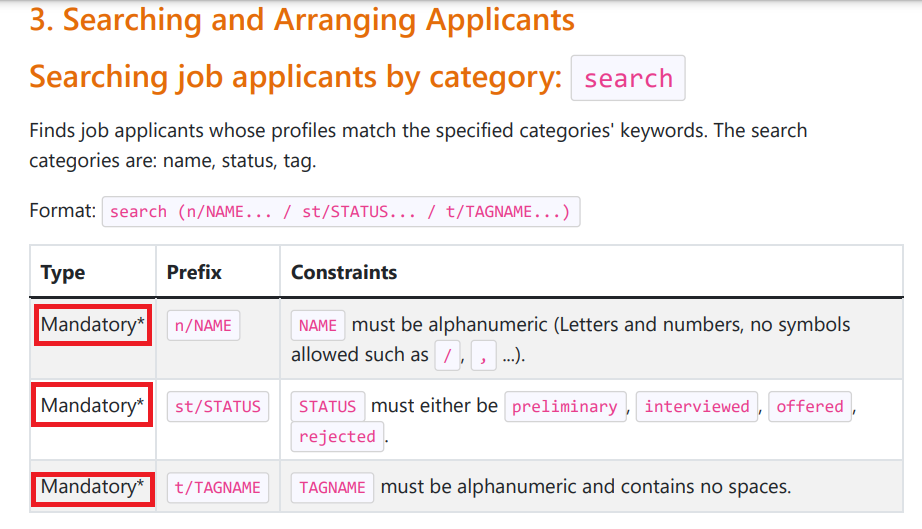 3. Searching and Arranging Applicants
Searching job applicants by category: search
Finds job applicants whose profiles match the specified categories' keywords. The search
categories are: name, status, tag.
Format: search (n/NAME... / st/STATUS... / t/TAGNAME...)
Type Prefix Constraints
Mandatory* n/NAME NAME must be alphanumeric (Letters and numbers, no symbols
allowed such as / , , ...).
Mandatory* st/STATUS STATUS must either be preliminary , interviewed , offered ,
rejected .
Mandatory* t/TAGNAME TAGNAME must be alphanumeric and contains no spaces.